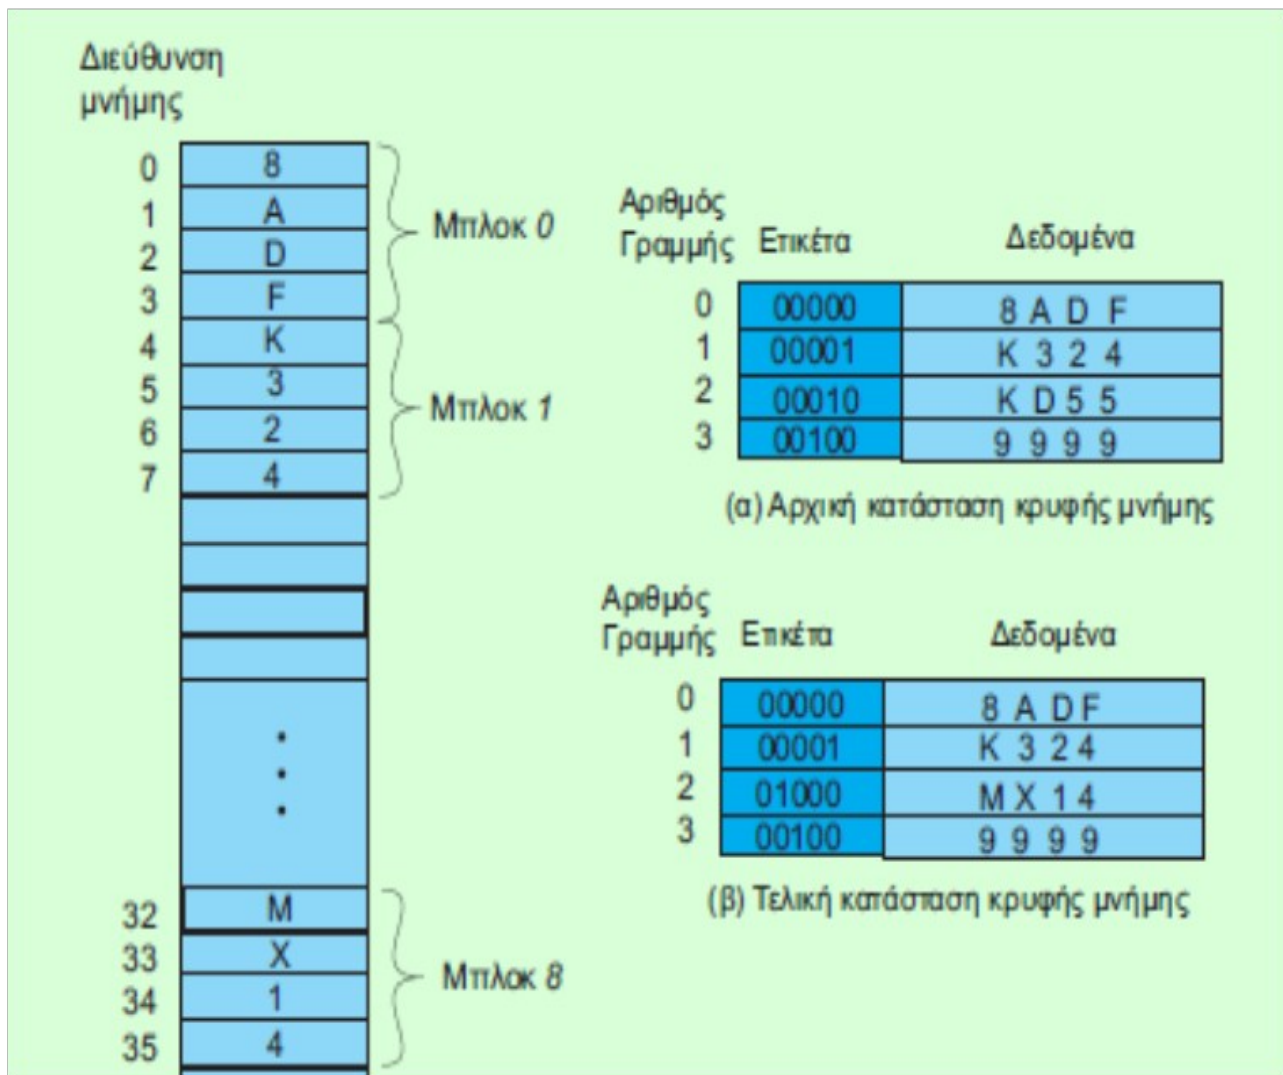 Διεύθυνση
μνήμης
0 8
1 A
2 D
3 F
Μπλοκ 0
4 K
5 3
6 2
7 4
Μπλοκ 1
.
.
.
32 M
33 X
34 1
35 4
Μπλοκ 8
Αριθμός
Γραμμής Ετικέτα Δεδομένα
0 00000 8 A D F
1 00001 K 3 2 4
2 00010 K D 5 5
3 00100 9 9 9 9
(α) Αρχική κατάσταση κρυφής μνήμης
Αριθμός
Γραμμής Ετικέτα Δεδομένα
0 00000 8 A D F
1 00001 K 3 2 4
2 01000 M X 1 4
3 00100 9 9 9 9
(β) Τελική κατάσταση κρυφής μνήμης